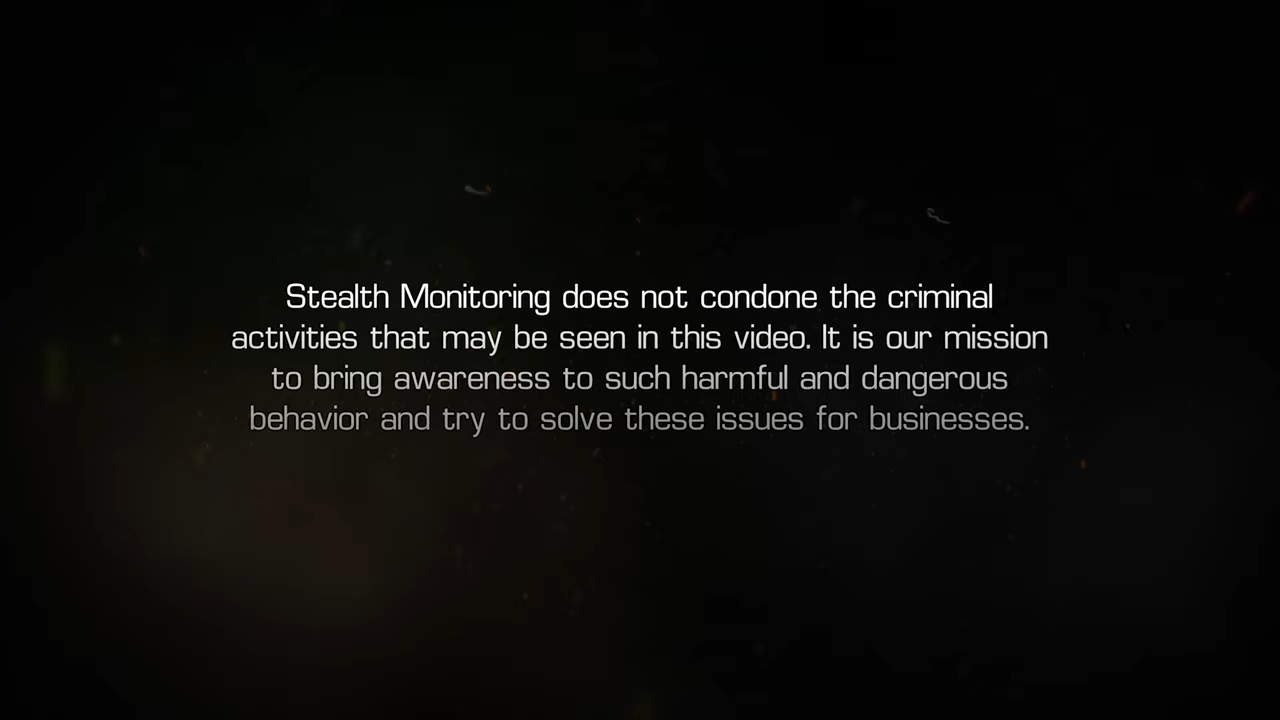 Stealth Monitoring does not condone the criminal
activities that may be seen in this video. It is our mission
to bring awareness to such harmful and dangerous
behavior and try to solve these issues for businesses.